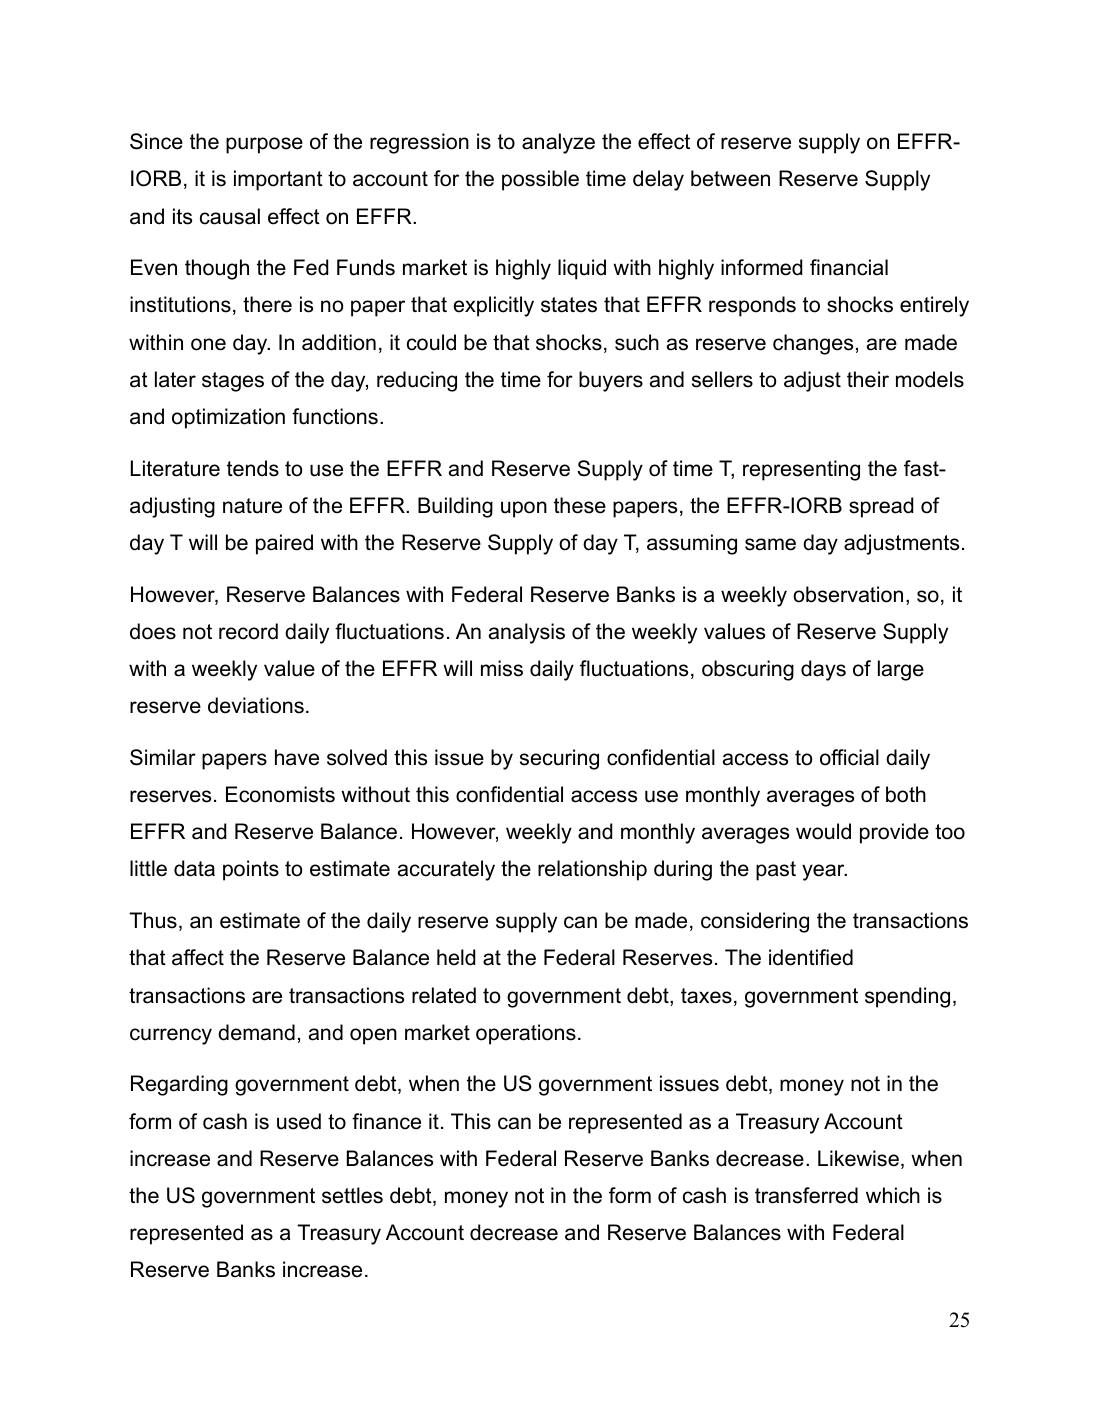 Since the purpose of the regression is to analyze the effect of reserve supply on EFFR-
IORB, it is important to account for the possible time delay between Reserve Supply
and its causal effect on EFFR.
Even though the Fed Funds market is highly liquid with highly informed financial
institutions, there is no paper that explicitly states that EFFR responds to shocks entirely
within one day. In addition, it could be that shocks, such as reserve changes, are made
at later stages of the day, reducing the time for buyers and sellers to adjust their models
and optimization functions.
Literature tends to use the EFFR and Reserve Supply of time T, representing the fast-
adjusting nature of the EFFR. Building upon these papers, the EFFR-IORB spread of
day T will be paired with the Reserve Supply of day T, assuming same day adjustments.
However, Reserve Balances with Federal Reserve Banks is a weekly observation, so, it
does not record daily fluctuations. An analysis of the weekly values of Reserve Supply
with a weekly value of the EFFR will miss daily fluctuations, obscuring days of large
reserve deviations.
Similar papers have solved this issue by securing confidential access to official daily
reserves. Economists without this confidential access use monthly averages of both
EFFR and Reserve Balance. However, weekly and monthly averages would provide too
little data points to estimate accurately the relationship during the past year.
Thus, an estimate of the daily reserve supply can be made, considering the transactions
that affect the Reserve Balance held at the Federal Reserves. The identified
transactions are transactions related to government debt, taxes, government spending,
currency demand, and open market operations.
Regarding government debt, when the US government issues debt, money not in the
form of cash is used to finance it. This can be represented as a Treasury Account
increase and Reserve Balances with Federal Reserve Banks decrease. Likewise, when
the US government settles debt, money not in the form of cash is transferred which is
represented as a Treasury Account decrease and Reserve Balances with Federal
Reserve Banks increase.
25